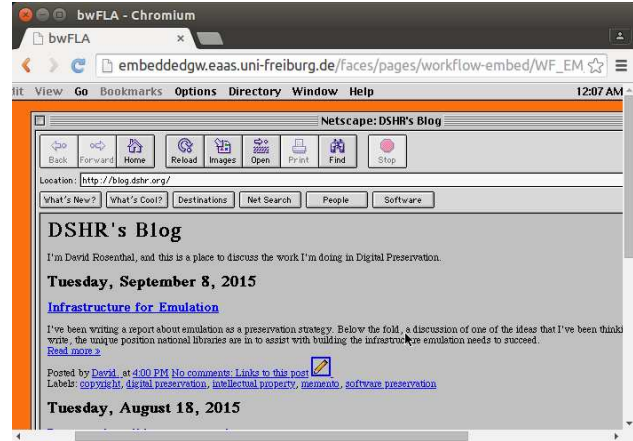 bwFLA - Chromium
bwFLA
embeddedgw.eaas.uni-freiburg.de/faces/pages/workflow-embed/WF_EM
dit View Go Bookmarks Options Directory Window Help 12:07 AM
Netscape: DSHR's Blog
Back Forward Home Reload Images Open Print Find Stop
Location: http://blog.dshr.org/
What's New? What's Cool? Destinations Net Search People Software
DSHR's Blog
I'm David Rosenthal, and this is a place to discuss the work I'm doing in Digital Preservation.
Tuesday, September 8, 2015
Infrastructure for Emulation
I've been writing a report about emulation as a preservation strategy. Below the fold, a discussion of one of the ideas that I've been thinki
write, the unique position national libraries are in to assist with building the infrastructure emulation needs to succeed.
Read more »
Posted by David. at 4:00 PM No comments: Links to this post
Labels: copyright, digital preservation, intellectual property, memento, software preservation
Tuesday, August 18, 2015